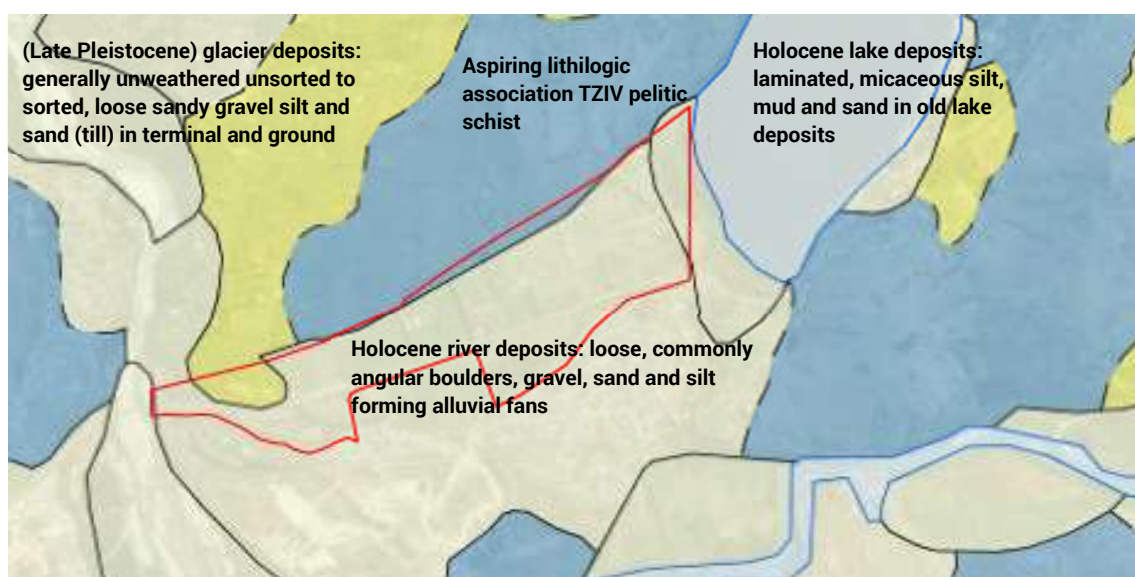 (Late Pleistocene) glacier deposits:
generally unweathered unsorted to
sorted, loose sandy gravel silt and
sand (till) in terminal and ground
Aspiring lithilogic
association TZIV pelitic
schist
Holocene lake deposits:
laminated, micaceous silt,
mud and sand in old lake
deposits
Holocene river deposits: loose, commonly
angular boulders, gravel, sand and silt
forming alluvial fans